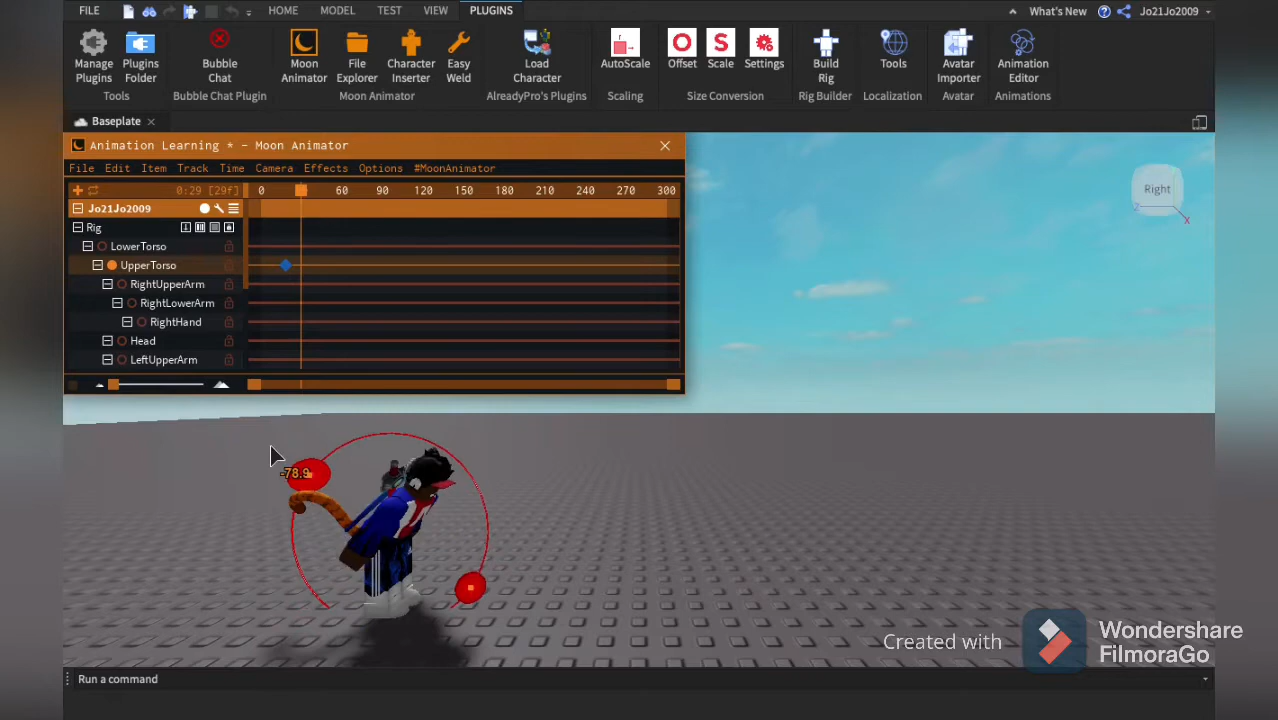 FILE HOME MODEL TEST VIEW PLUGINS What's New Jo21Jo2009
Manage Plugins
Plugins Folder
Bubble Chat
Moon Animator
File Explorer
Character Inserter
Easy Weld
Load Character
AutoScale
Offset
Scale
Settings
Build Rig
Tools
Avatar Importer
Animation Editor
Tools Bubble Chat Plugin Moon Animator AlreadyPro's Plugins Scaling Size Conversion Rig Builder Localization Avatar Animations
Baseplate
Animation Learning * - Moon Animator
File Edit Item Track Time Camera Effects Options #MoonAnimator
0:29 [29f] 0 60 90 120 150 180 210 240 270 300
Jo21Jo2009
Rig
LowerTorso
UpperTorso
RightUpperArm
RightLowerArm
RightHand
Head
LeftUpperArm
Right
Z
X
-78.9
Created with Wondershare FilmoraGo
Run a command